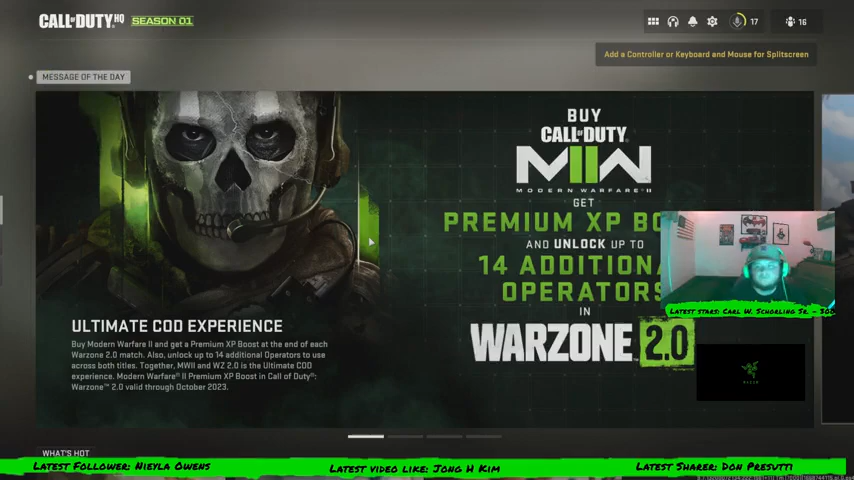 CALL OF DUTY HQ SEASON 01
17
16
Add a Controller or Keyboard and Mouse for Splitscreen
MESSAGE OF THE DAY
BUY
CALL OF DUTY
MWII
MODERN WARFARE II
GET
PREMIUM XP BO
AND UNLOCK UP TO
14 ADDITIONA
OPERATORS
IN
WARZONE 2.0
ULTIMATE COD EXPERIENCE
Buy Modern Warfare II and get a Premium XP Boost at the end of each
Warzone 2.0 match. Also, unlock up to 14 additional Operators to use
across both titles. Together, MWII and WZ 2.0 is the Ultimate COD
experience. Modern Warfare® II Premium XP Boost in Call of Duty®:
Warzone™ 2.0 valid through October 2023.
Latest stars: Carl W. Schorling Sr. - 300
RAZER
WHAT'S HOT
Latest Follower: Nieyla Owens
Latest video like: Jong H Kim
Latest Sharer: Don Presutti